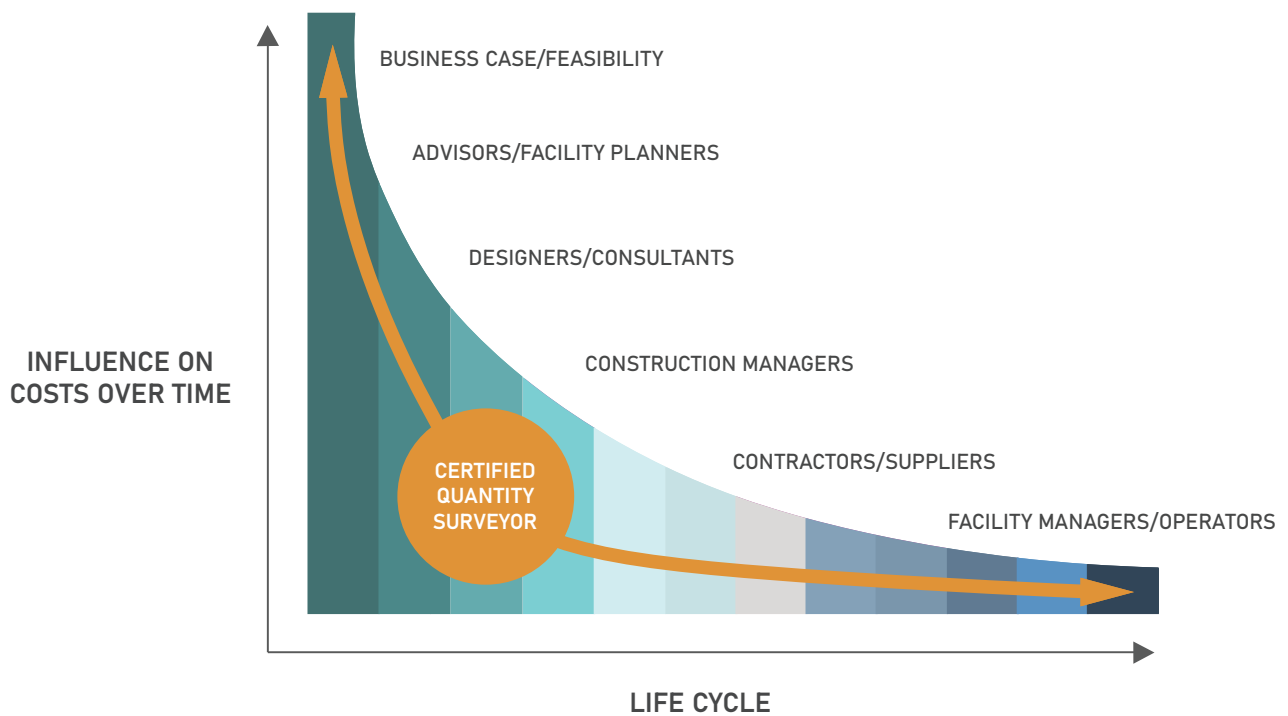 BUSINESS CASE/FEASIBILITY
ADVISORS/FACILITY PLANNERS
DESIGNERS/CONSULTANTS
INFLUENCE ON
COSTS OVER TIME
CONSTRUCTION MANAGERS
CERTIFIED
QUANTITY
SURVEYOR
CONTRACTORS/SUPPLIERS
FACILITY MANAGERS/OPERATORS
LIFE CYCLE